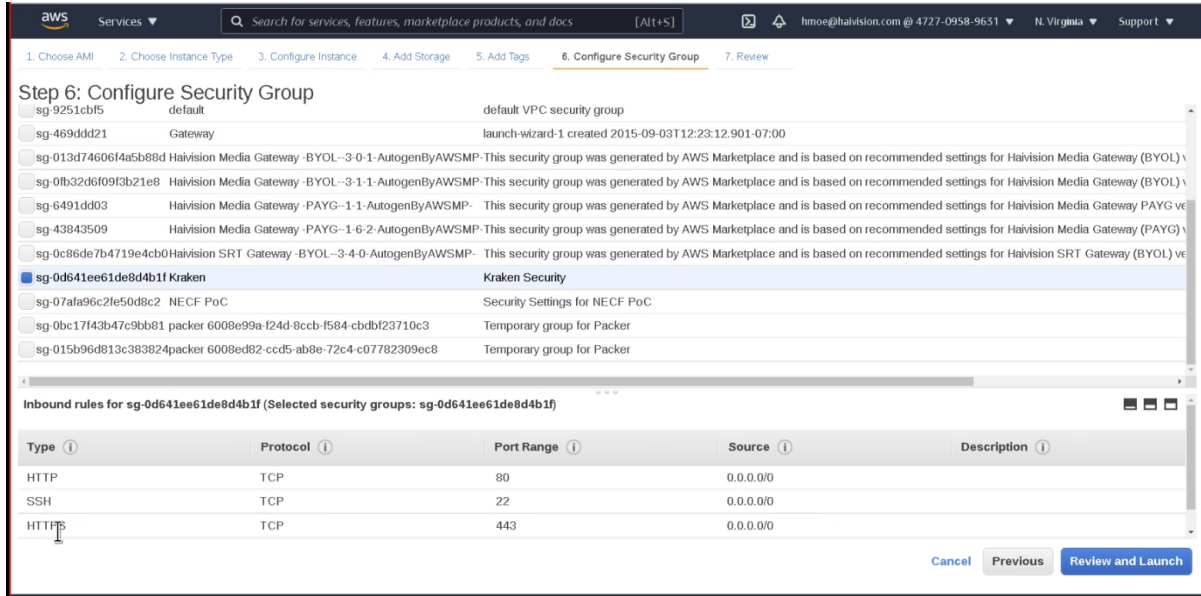 aws Services ▼ Search for services, features, marketplace products, and docs [Alt+S] hmoe@haivision.com @ 4727-0958-9631 ▼ N. Virginia ▼ Support ▼
1. Choose AMI 2. Choose Instance Type 3. Configure Instance 4. Add Storage 5. Add Tags 6. Configure Security Group 7. Review
Step 6: Configure Security Group
sg-9251cbf5 default default VPC security group
sg-469ddd21 Gateway launch-wizard-1 created 2015-09-03T12:23:12.901-07:00
sg-013d74606f4a5b88d Haivision Media Gateway -BYOL--3-0-1-AutogenByAWSMP- This security group was generated by AWS Marketplace and is based on recommended settings for Haivision Media Gateway (BYOL) v
sg-0fb32d6f09f3b21e8 Haivision Media Gateway -BYOL--3-1-1-AutogenByAWSMP- This security group was generated by AWS Marketplace and is based on recommended settings for Haivision Media Gateway (BYOL) v
sg-6491dd03 Haivision Media Gateway -PAYG--1-1-AutogenByAWSMP- This security group was generated by AWS Marketplace and is based on recommended settings for Haivision Media Gateway PAYG ve
sg-43843509 Haivision Media Gateway -PAYG--1-6-2-AutogenByAWSMP- This security group was generated by AWS Marketplace and is based on recommended settings for Haivision Media Gateway (PAYG) v
sg-0c86de7b4719e4cb0 Haivision SRT Gateway -BYOL--3-4-0-AutogenByAWSMP- This security group was generated by AWS Marketplace and is based on recommended settings for Haivision SRT Gateway (BYOL) ve
sg-0d641ee61de8d4b1f Kraken Kraken Security
sg-07afa96c2fe50d8c2 NECF PoC Security Settings for NECF PoC
sg-0bc17f43b47c9bb81 packer 6008e99a-f24d-8ccb-f584-cbdbf23710c3 Temporary group for Packer
sg-015b96d813c383824 packer 6008ed82-ccd5-ab8e-72c4-c07782309ec8 Temporary group for Packer
Inbound rules for sg-0d641ee61de8d4b1f (Selected security groups: sg-0d641ee61de8d4b1f)
Type Protocol Port Range Source Description
HTTP TCP 80 0.0.0.0/0
SSH TCP 22 0.0.0.0/0
HTTPS TCP 443 0.0.0.0/0
Cancel Previous Review and Launch